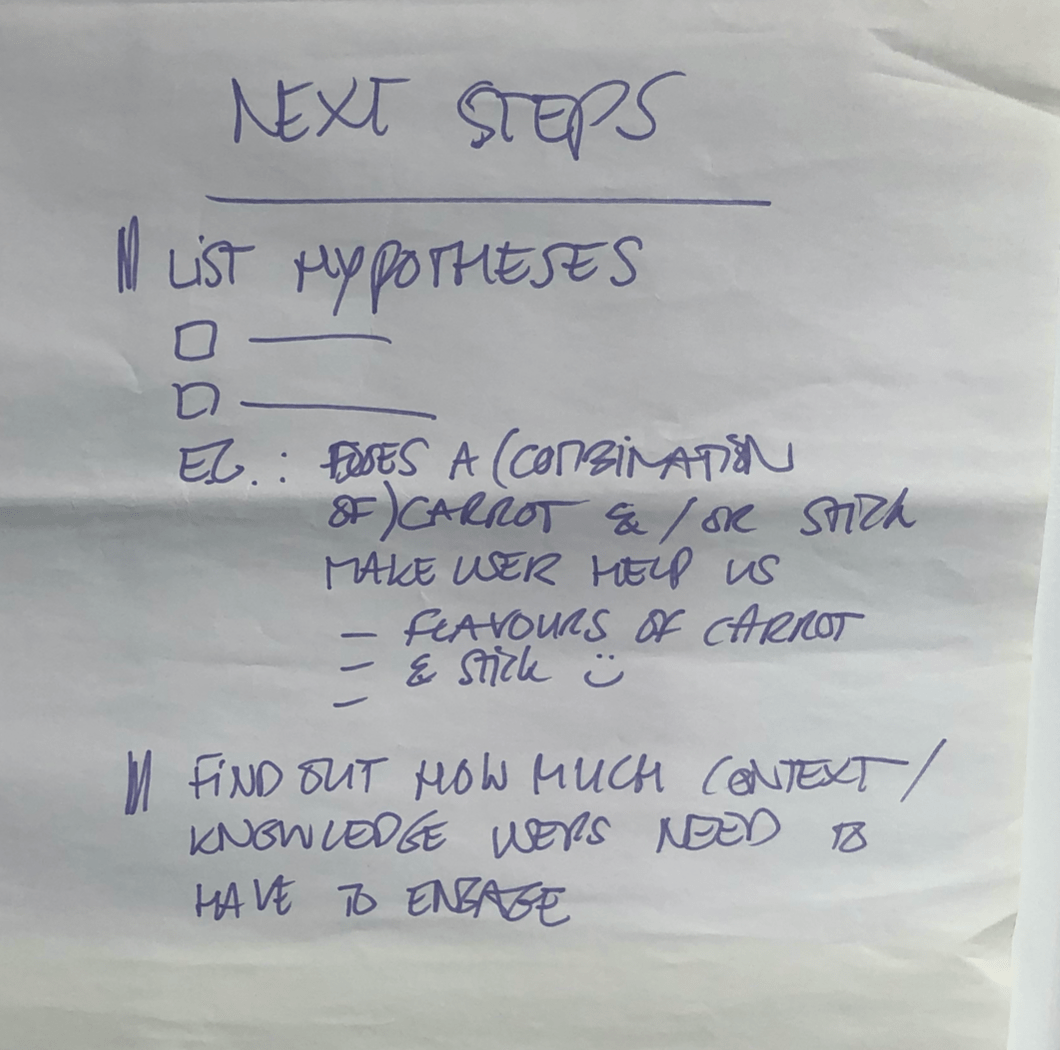 NEXT STEPS
LIST HYPOTHESES
EG.: DOES A (COMBINATION
OF) CARROT & / OR STICK
MAKE USER HELP US
— FLAVOURS OF CARROT
— & STICK :)
—
FIND OUT HOW MUCH CONTEXT /
KNOWLEDGE USERS NEED TO
HAVE TO ENGAGE